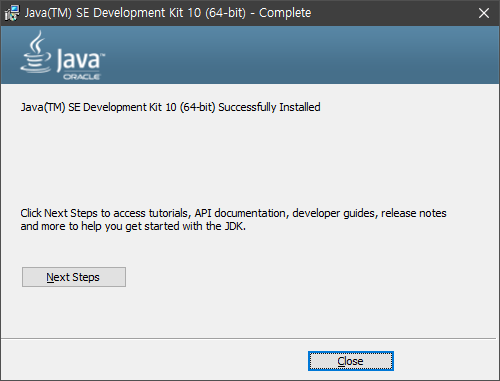 Java(TM) SE Development Kit 10 (64-bit) - Complete
Java™
ORACLE
Java(TM) SE Development Kit 10 (64-bit) Successfully Installed
Click Next Steps to access tutorials, API documentation, developer guides, release notes
and more to help you get started with the JDK.
Next Steps
Close